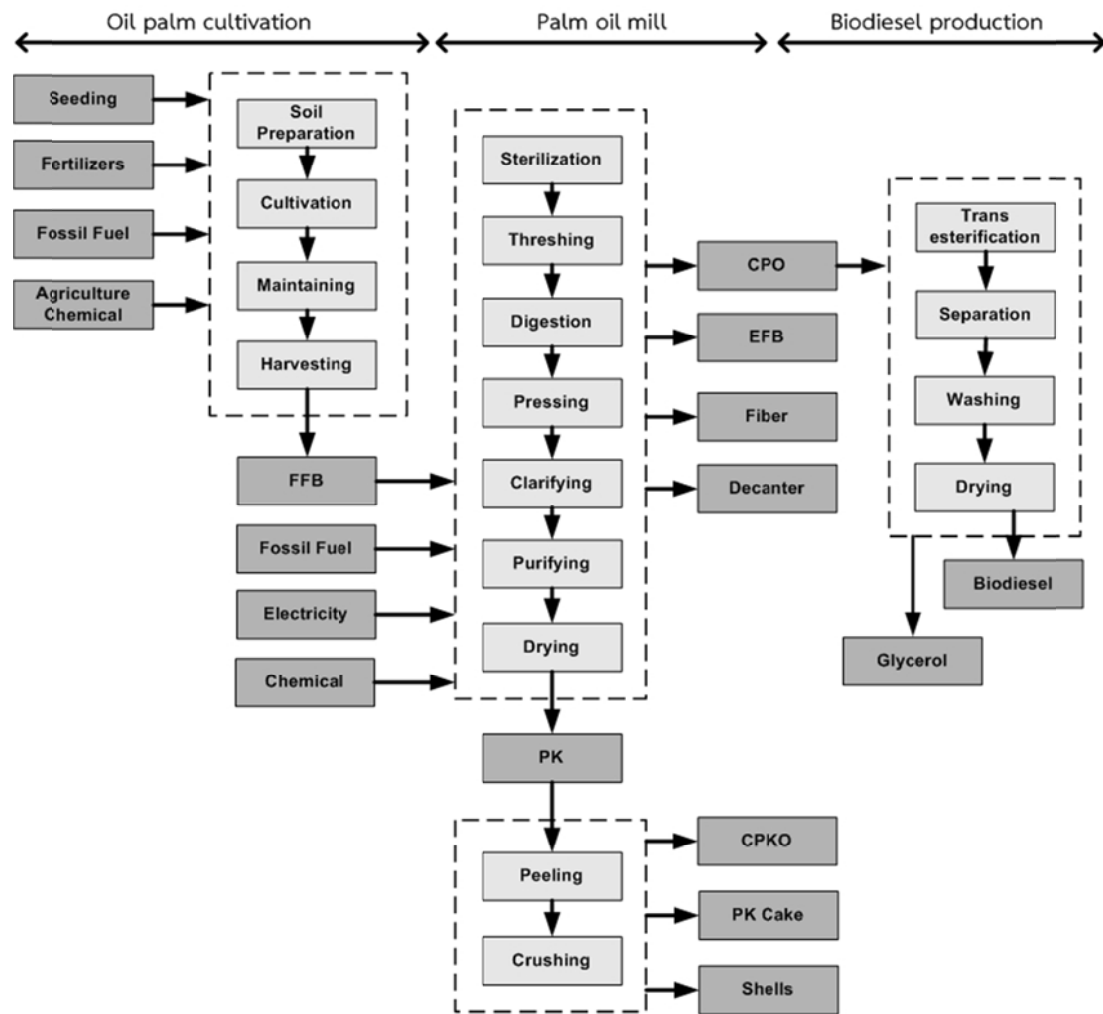 Oil palm cultivation
Palm oil mill
Biodiesel production
Seeding
Fertilizers
Fossil Fuel
Agriculture
Chemical
Soil
Preparation
Cultivation
Maintaining
Harvesting
FFB
Fossil Fuel
Electricity
Chemical
Sterilization
Threshing
Digestion
Pressing
Clarifying
Purifying
Drying
PK
Peeling
Crushing
CPO
EFB
Fiber
Decanter
CPKO
PK Cake
Shells
Trans
esterification
Separation
Washing
Drying
Biodiesel
Glycerol